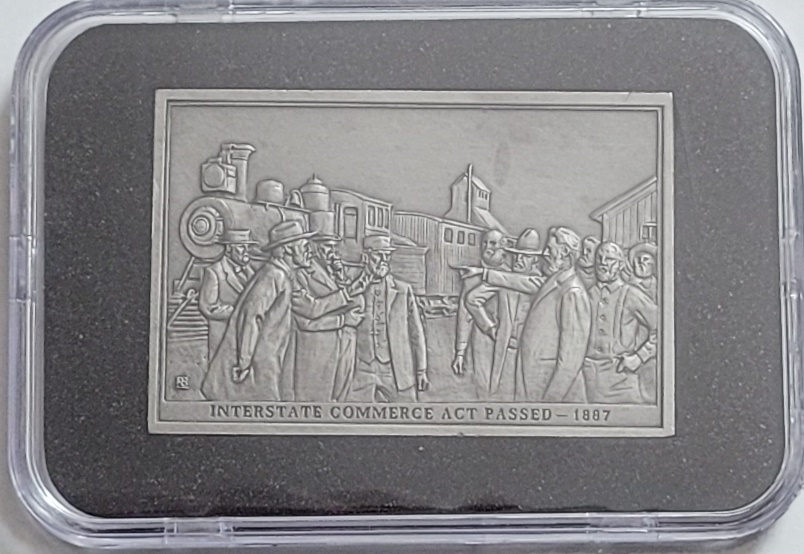 INTERSTATE COMMERCE ACT PASSED – 1887